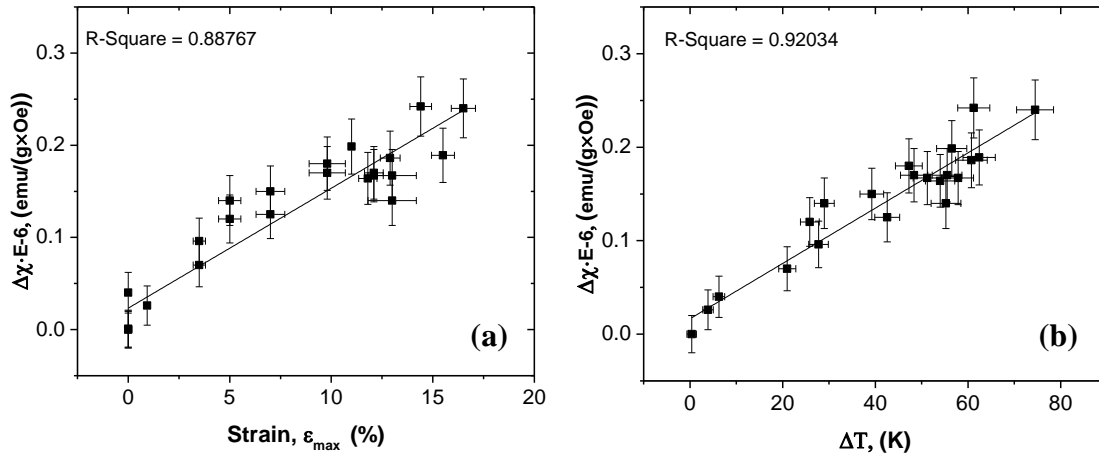 R-Square = 0.88767
0.3
0.2
0.1
0.0
Δχ·E-6, (emu/(g×Oe))
(a)
0
5
10
15
20
Strain, εmax (%)
R-Square = 0.92034
0.3
0.2
0.1
0.0
Δχ·E-6, (emu/(g×Oe))
(b)
0
20
40
60
80
ΔT, (K)